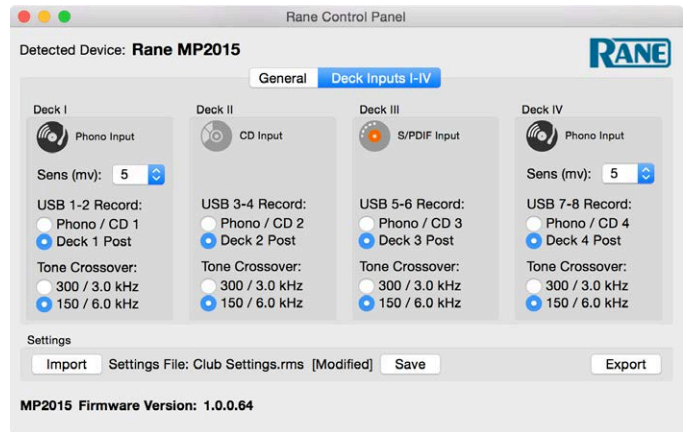 Rane Control Panel
Detected Device: Rane MP2015
RANE
General Deck Inputs I-IV
Deck I Deck II Deck III Deck IV
Phono Input CD Input S/PDIF Input Phono Input
Sens (mv): 5 Sens (mv): 5
USB 1-2 Record: USB 3-4 Record: USB 5-6 Record: USB 7-8 Record:
Phono / CD 1 Phono / CD 2 Phono / CD 3 Phono / CD 4
Deck 1 Post Deck 2 Post Deck 3 Post Deck 4 Post
Tone Crossover: Tone Crossover: Tone Crossover: Tone Crossover:
300 / 3.0 kHz 300 / 3.0 kHz 300 / 3.0 kHz 300 / 3.0 kHz
150 / 6.0 kHz 150 / 6.0 kHz 150 / 6.0 kHz 150 / 6.0 kHz
Settings
Import Settings File: Club Settings.rms [Modified] Save Export
MP2015 Firmware Version: 1.0.0.64